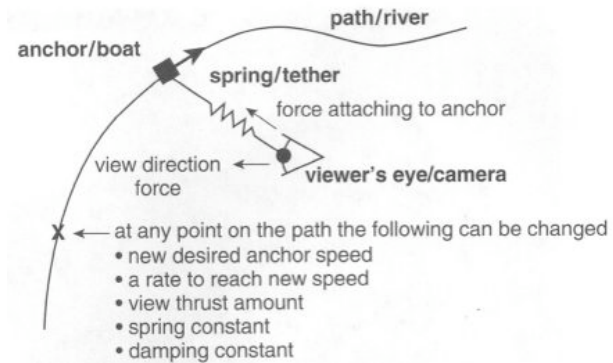 path/river
anchor/boat
spring/tether
force attaching to anchor
view direction
force
viewer's eye/camera
X
at any point on the path the following can be changed
• new desired anchor speed
• a rate to reach new speed
• view thrust amount
• spring constant
• damping constant